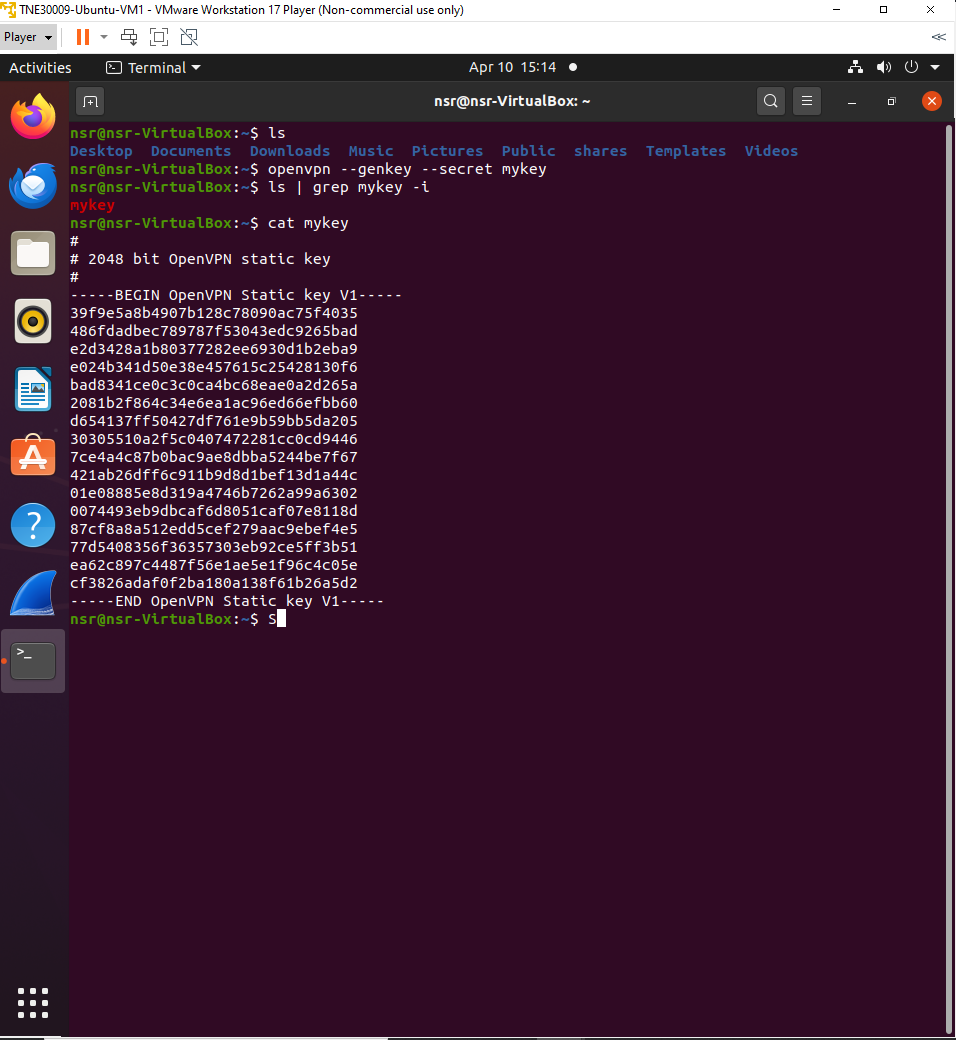 TNE30009-Ubuntu-VM1 - VMware Workstation 17 Player (Non-commercial use only)
Player
Activities
Terminal
Apr 10 15:14
nsr@nsr-VirtualBox: ~
nsr@nsr-VirtualBox:~$ ls
Desktop Documents Downloads Music Pictures Public shares Templates Videos
nsr@nsr-VirtualBox:~$ openvpn --genkey --secret mykey
nsr@nsr-VirtualBox:~$ ls | grep mykey -i
mykey
nsr@nsr-VirtualBox:~$ cat mykey
#
# 2048 bit OpenVPN static key
#
-----BEGIN OpenVPN Static key V1-----
39f9e5a8b4907b128c78090ac75f4035
486fdadbec789787f53043edc9265bad
e2d3428a1b80377282ee6930d1b2eba9
e024b341d50e38e457615c25428130f6
bad8341ce0c3c0ca4bc68eae0a2d265a
2081b2f864c34e6ea1ac96ed66efbb60
d654137ff50427df761e9b59bb5da205
30305510a2f5c0407472281cc0cd9446
7ce4a4c87b0bac9ae8dbba5244be7f67
421ab26dff6c911b9d8d1bef13d1a44c
01e08885e8d319a4746b7262a99a6302
0074493eb9dbcaf6d8051caf07e8118d
87cf8a8a512edd5cef279aac9ebef4e5
77d5408356f36357303eb92ce5ff3b51
ea62c897c4487f56e1ae5e1f96c4c05e
cf3826adaf0f2ba180a138f61b26a5d2
-----END OpenVPN Static key V1-----
nsr@nsr-VirtualBox:~$ S